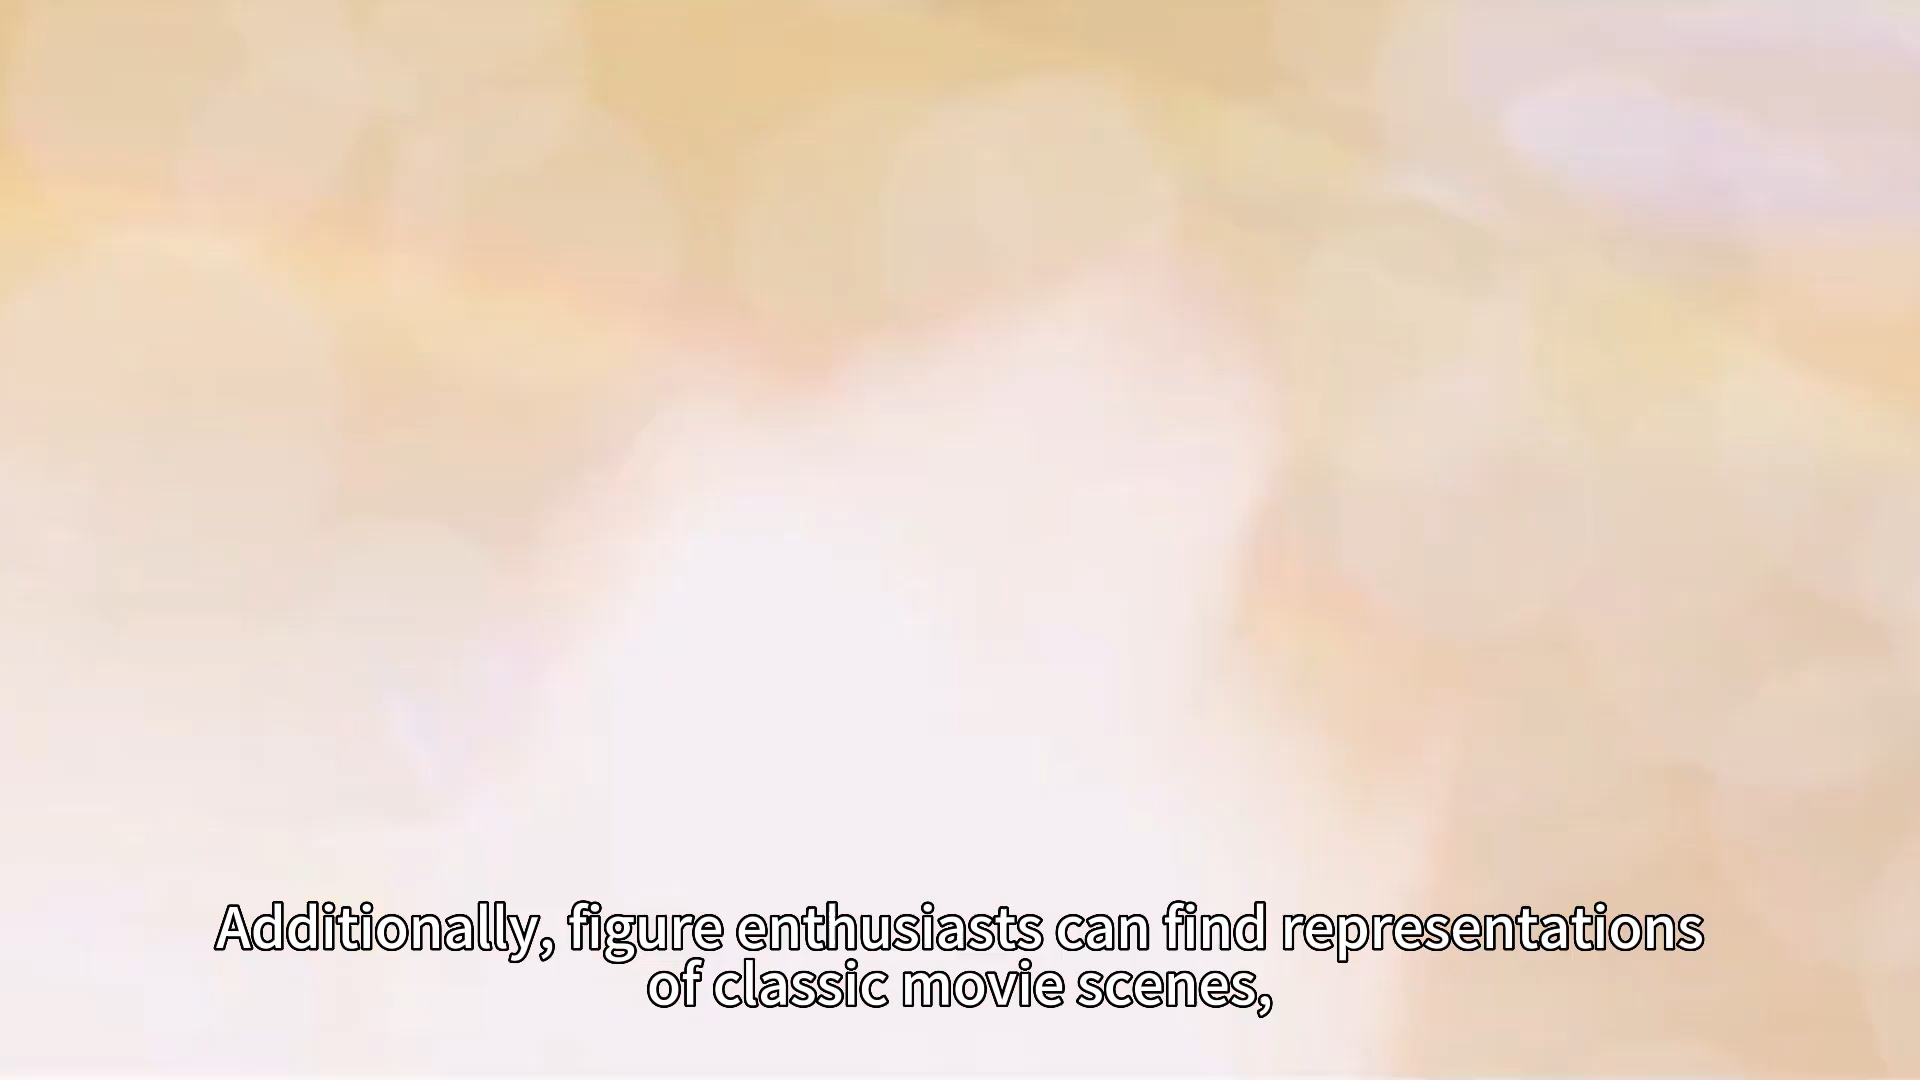 Additionally, figure enthusiasts can find representations
of classic movie scenes,